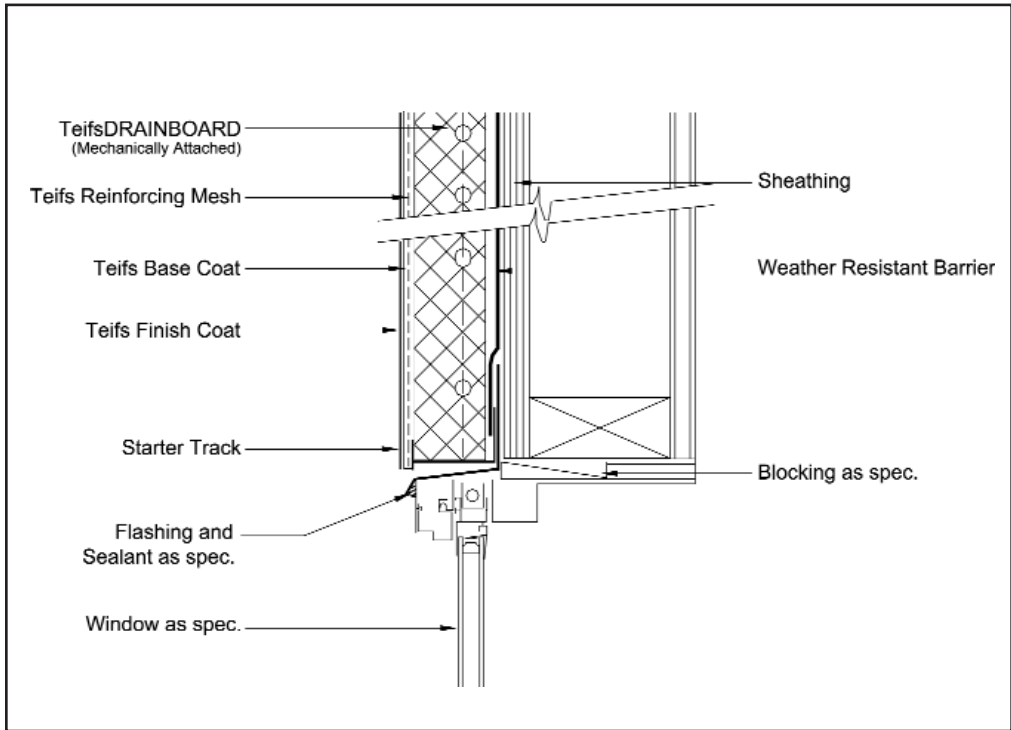 TeifsDRAINBOARD
(Mechanically Attached)
Teifs Reinforcing Mesh
Teifs Base Coat
Teifs Finish Coat
Starter Track
Flashing and
Sealant as spec.
Window as spec.
Sheathing
Weather Resistant Barrier
Blocking as spec.